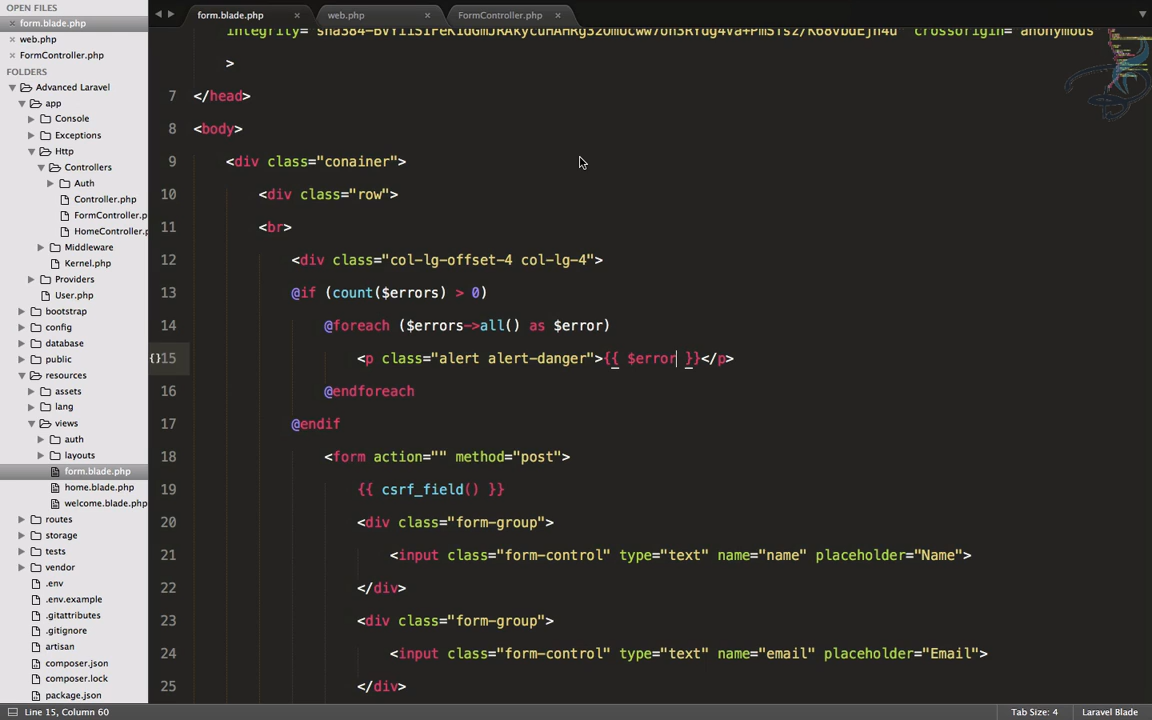 OPEN FILES
× form.blade.php
web.php
FormController.php
FOLDERS
Advanced Laravel
app
Console
Exceptions
Http
Controllers
Auth
Controller.php
FormController.p
HomeController.p
Middleware
Kernel.php
Providers
User.php
bootstrap
config
database
public
resources
assets
lang
views
auth
layouts
form.blade.php
home.blade.php
welcome.blade.php
routes
storage
tests
vendor
.env
.env.example
.gitattributes
.gitignore
artisan
composer.json
composer.lock
package.json
form.blade.php × web.php × FormController.php ×
crossorigin="anonymous"
>
7 </head>
8 <body>
9 <div class="conainer">
10 <div class="row">
11 <br>
12 <div class="col-lg-offset-4 col-lg-4">
13 @if (count($errors) > 0)
14 @foreach ($errors->all() as $error)
{}15 <p class="alert alert-danger">{{ $error }}</p>
16 @endforeach
17 @endif
18 <form action="" method="post">
19 {{ csrf_field() }}
20 <div class="form-group">
21 <input class="form-control" type="text" name="name" placeholder="Name">
22 </div>
23 <div class="form-group">
24 <input class="form-control" type="text" name="email" placeholder="Email">
25 </div>
Line 15, Column 60 Tab Size: 4 Laravel Blade